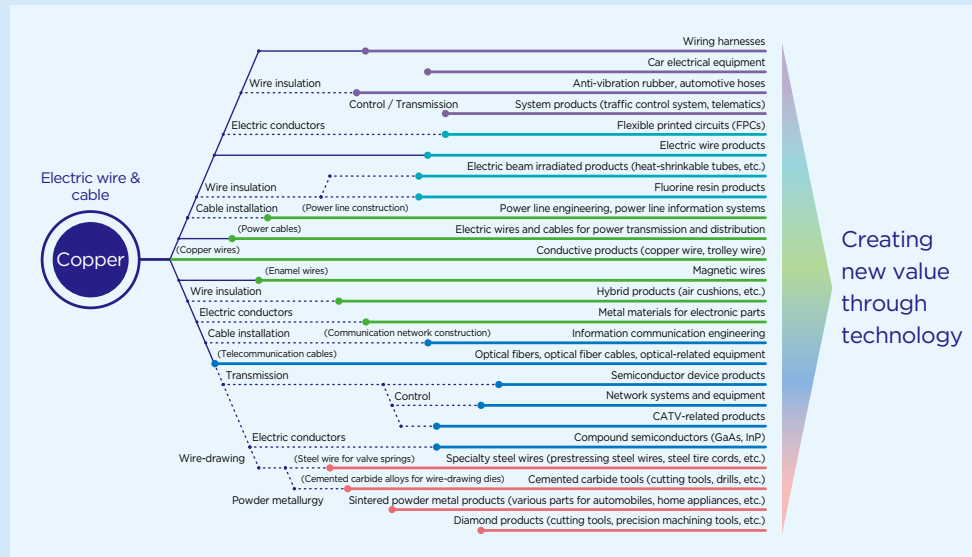 Wiring harnesses
Car electrical equipment
Wire insulation
Anti-vibration rubber, automotive hoses
Control / Transmission
System products (traffic control system, telematics)
Electric conductors
Flexible printed circuits (FPCs)
Electric wire products
Electric beam irradiated products (heat-shrinkable tubes, etc.)
Electric wire &
cable
Wire insulation
Fluorine resin products
Cable installation
(Power line construction)
Power line engineering, power line information systems
(Power cables)
Electric wires and cables for power transmission and distribution
Copper
(Copper wires)
Conductive products (copper wire, trolley wire)
(Enamel wires)
Magnetic wires
Wire insulation
Hybrid products (air cushions, etc.)
Electric conductors
Metal materials for electronic parts
Cable installation
(Communication network construction)
Information communication engineering
(Telecommunication cables)
Optical fibers, optical fiber cables, optical-related equipment
Transmission
Semiconductor device products
Control
Network systems and equipment
CATV-related products
Electric conductors
Compound semiconductors (GaAs, InP)
Wire-drawing
(Steel wire for valve springs)
Specialty steel wires (prestressing steel wires, steel tire cords, etc.)
(Cemented carbide alloys for wire-drawing dies)
Cemented carbide tools (cutting tools, drills, etc.)
Powder metallurgy
Sintered powder metal products (various parts for automobiles, home appliances, etc.)
Diamond products (cutting tools, precision machining tools, etc.)
Creating
new value
through
technology